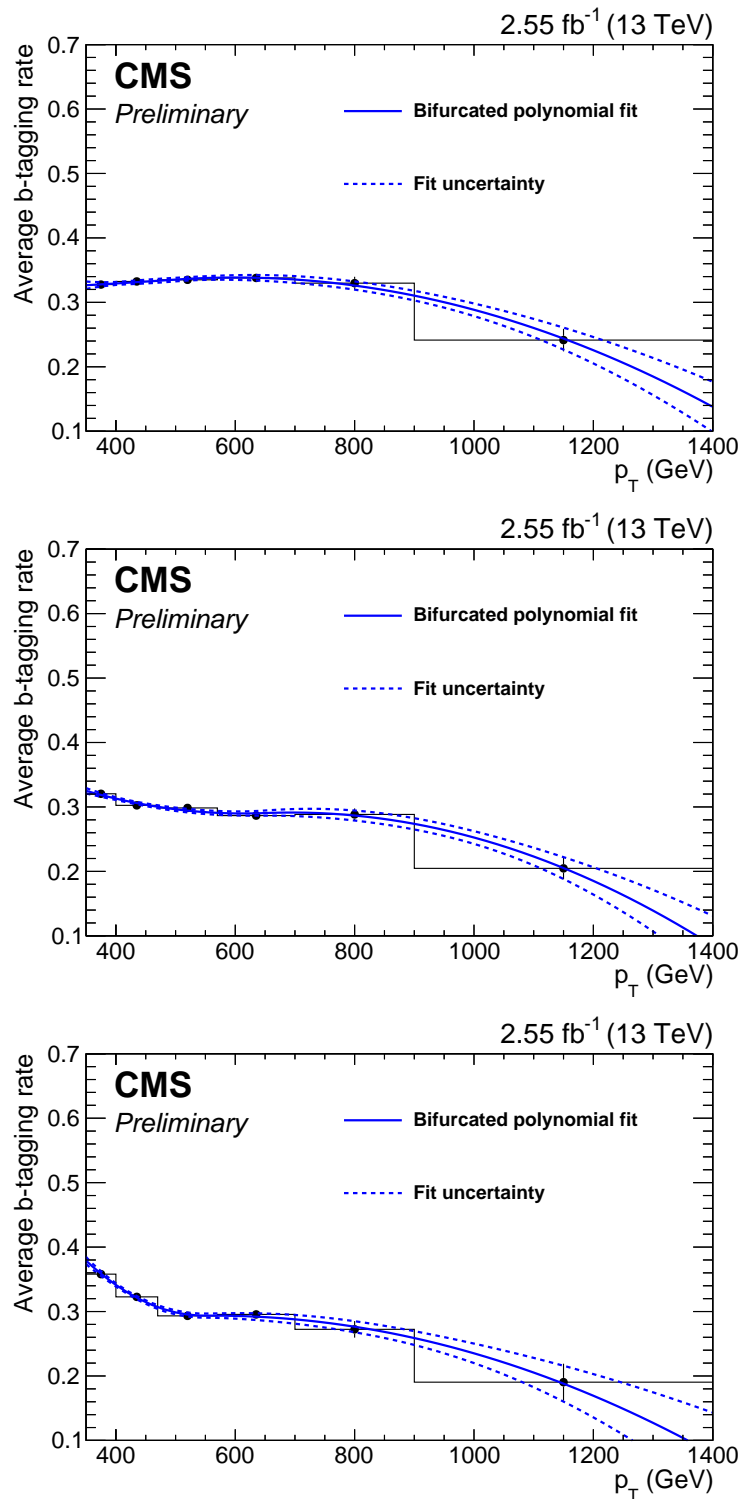 2.55 fb⁻¹ (13 TeV)
CMS
Preliminary
Bifurcated polynomial fit
Fit uncertainty
Average b-tagging rate
0.7
0.6
0.5
0.4
0.3
0.2
0.1
400 600 800 1000 1200 1400
p_T (GeV)
2.55 fb⁻¹ (13 TeV)
CMS
Preliminary
Bifurcated polynomial fit
Fit uncertainty
Average b-tagging rate
0.7
0.6
0.5
0.4
0.3
0.2
0.1
400 600 800 1000 1200 1400
p_T (GeV)
2.55 fb⁻¹ (13 TeV)
CMS
Preliminary
Bifurcated polynomial fit
Fit uncertainty
Average b-tagging rate
0.7
0.6
0.5
0.4
0.3
0.2
0.1
400 600 800 1000 1200 1400
p_T (GeV)